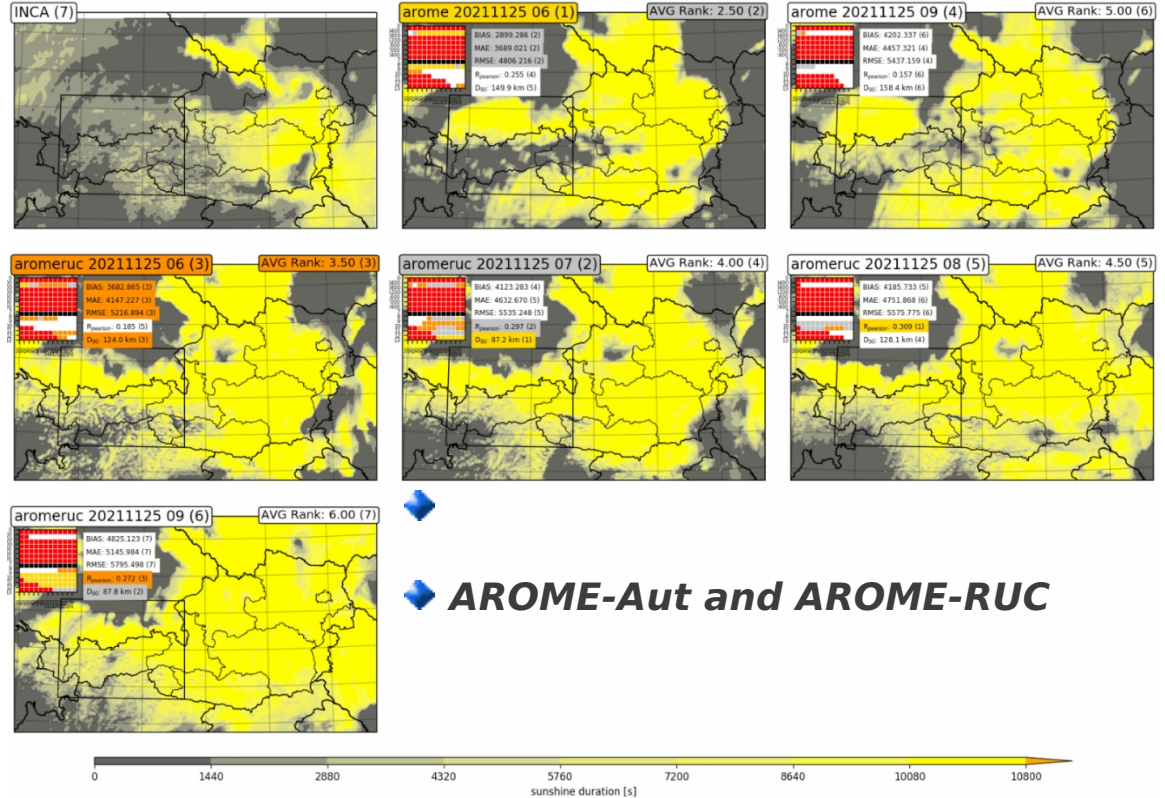 INCA (7)
arome 20211125 06 (1)
AVG Rank: 2.50 (2)
BIAS: 2899.286 (2)
MAE: 3689.021 (2)
RMSE: 4806.216 (2)
Rpearson: 0.255 (4)
D90: 149.9 km (5)
arome 20211125 09 (4)
AVG Rank: 5.00 (6)
BIAS: 4202.337 (6)
MAE: 4457.321 (4)
RMSE: 5437.159 (4)
Rpearson: 0.157 (6)
D90: 158.4 km (6)
aromeruc 20211125 06 (3)
AVG Rank: 3.50 (3)
BIAS: 3682.865 (3)
MAE: 4147.227 (3)
RMSE: 5216.894 (3)
Rpearson: 0.185 (5)
D90: 124.0 km (3)
aromeruc 20211125 07 (2)
AVG Rank: 4.00 (4)
BIAS: 4123.283 (4)
MAE: 4632.670 (5)
RMSE: 5535.248 (5)
Rpearson: 0.297 (2)
D90: 87.2 km (1)
aromeruc 20211125 08 (5)
AVG Rank: 4.50 (5)
BIAS: 4185.733 (5)
MAE: 4751.868 (6)
RMSE: 5575.775 (6)
Rpearson: 0.309 (1)
D90: 128.1 km (4)
aromeruc 20211125 09 (6)
AVG Rank: 6.00 (7)
BIAS: 4825.123 (7)
MAE: 5145.984 (7)
RMSE: 5795.498 (7)
Rpearson: 0.272 (3)
D90: 87.8 km (2)
AROME-Aut and AROME-RUC
0 1440 2880 4320 5760 7200 8640 10080 10800
sunshine duration [s]